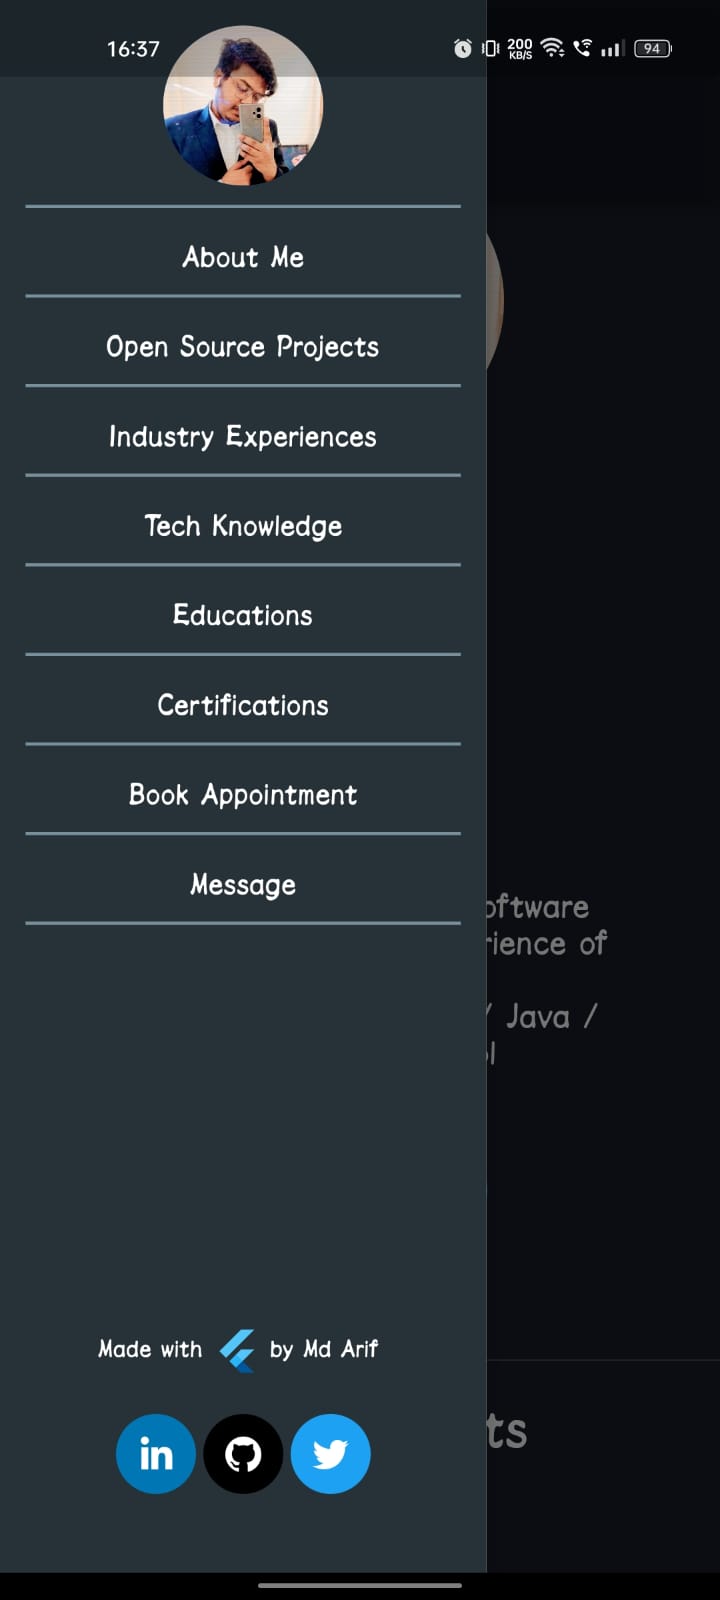 16:37
200
KB/S
94
About Me
Open Source Projects
Industry Experiences
Tech Knowledge
Educations
Certifications
Book Appointment
Message
oftware
rience of
/ Java /
Made with by Md Arif
ts
in